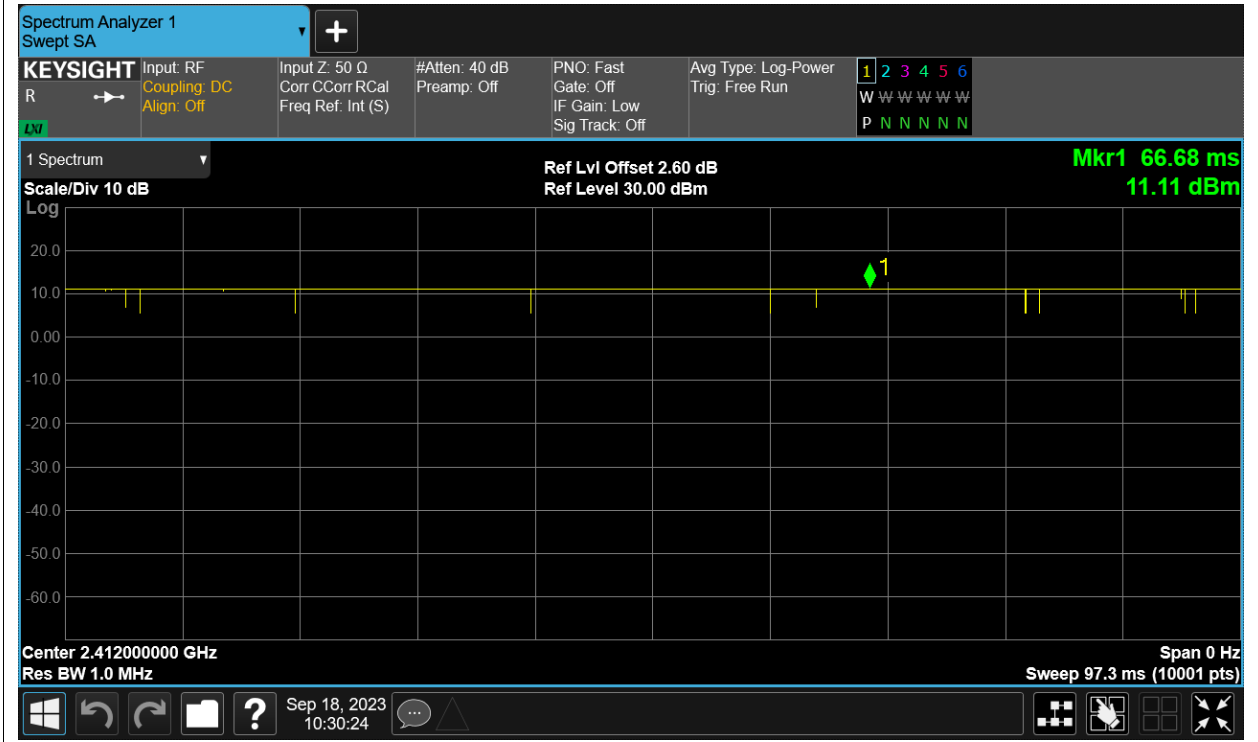 Spectrum Analyzer 1
Swept SA
KEYSIGHT
R
LXI
Input: RF
Coupling: DC
Align: Off
Input Z: 50 Ω
Corr CCorr RCal
Freq Ref: Int (S)
#Atten: 40 dB
Preamp: Off
PNO: Fast
Gate: Off
IF Gain: Low
Sig Track: Off
Avg Type: Log-Power
Trig: Free Run
1 2 3 4 5 6
W W W W W W
P N N N N N
1 Spectrum
Scale/Div 10 dB
Log
Ref Lvl Offset 2.60 dB
Ref Level 30.00 dBm
Mkr1 66.68 ms
11.11 dBm
20.0
1
10.0
0.00
-10.0
-20.0
-30.0
-40.0
-50.0
-60.0
Center 2.412000000 GHz
Res BW 1.0 MHz
Span 0 Hz
Sweep 97.3 ms (10001 pts)
?
Sep 18, 2023
10:30:24